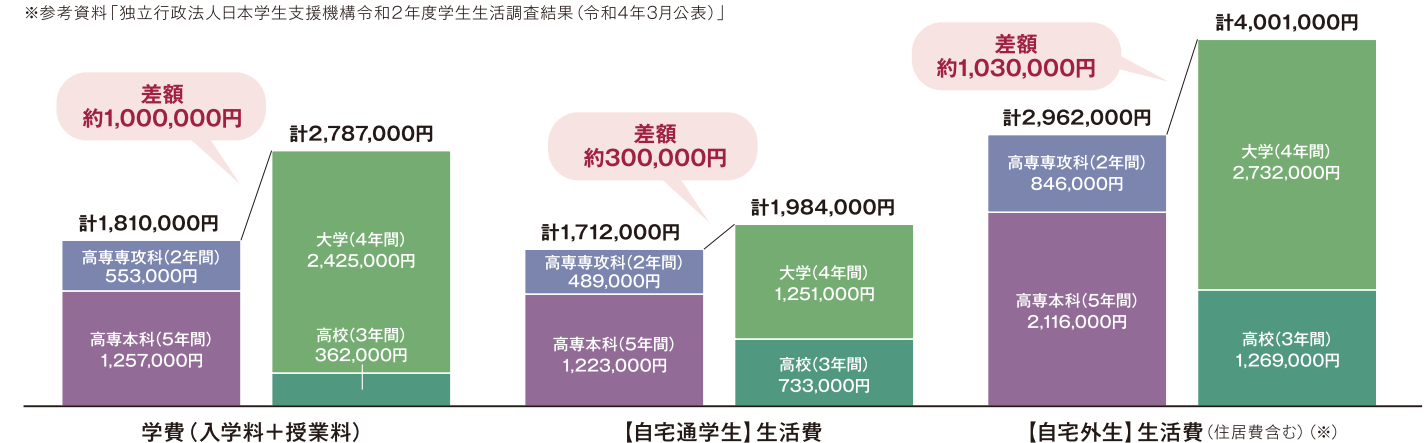 ※参考資料「独立行政法人日本学生支援機構令和2年度学生生活調査結果（令和4年3月公表）」
差額
約1,000,000円
計1,810,000円
高専専攻科(2年間)
553,000円
高専本科(5年間)
1,257,000円
計2,787,000円
大学(4年間)
2,425,000円
高校(3年間)
362,000円
学費（入学料＋授業料）
差額
約300,000円
計1,712,000円
高専専攻科(2年間)
489,000円
高専本科(5年間)
1,223,000円
計1,984,000円
大学(4年間)
1,251,000円
高校(3年間)
733,000円
【自宅通学生】生活費
差額
約1,030,000円
計2,962,000円
高専専攻科(2年間)
846,000円
高専本科(5年間)
2,116,000円
計4,001,000円
大学(4年間)
2,732,000円
高校(3年間)
1,269,000円
【自宅外生】生活費（住居費含む）（※）